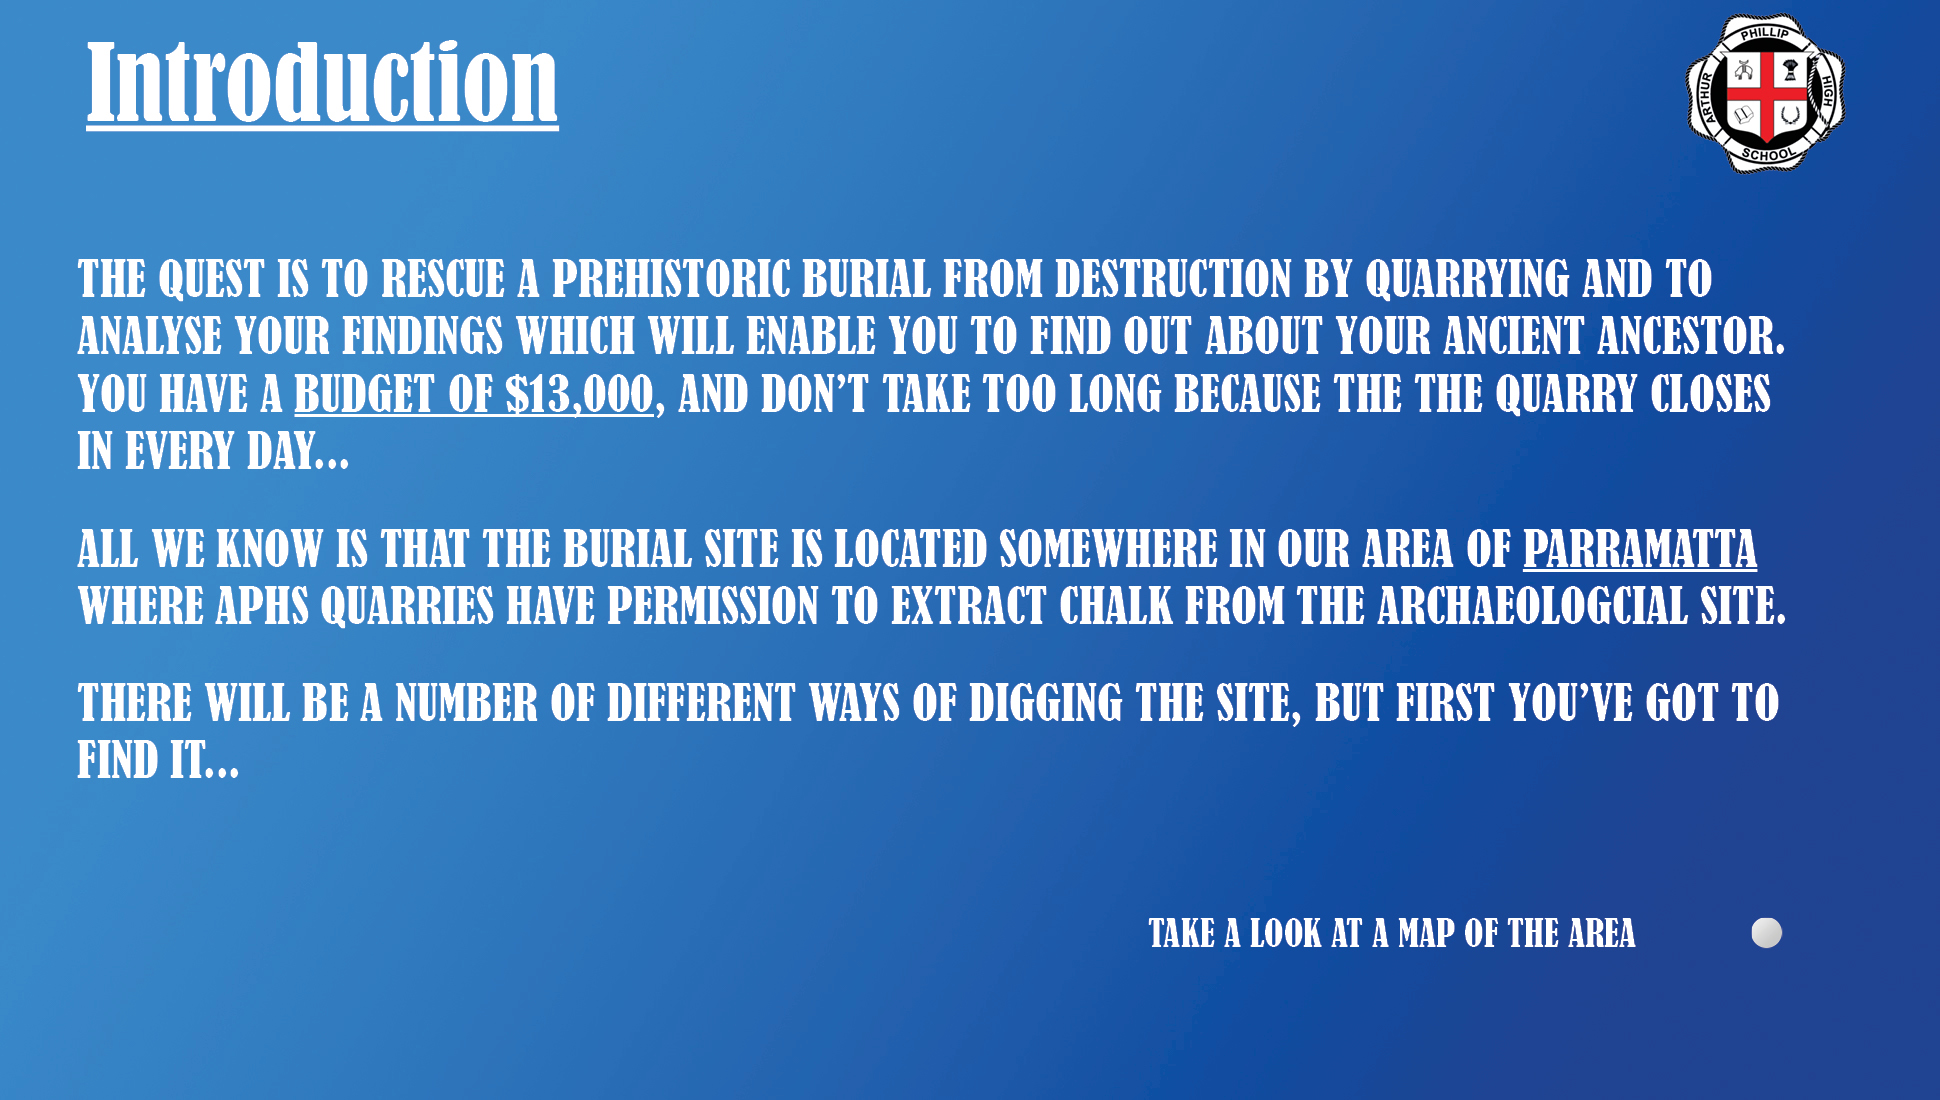 Introduction
PHILLIP
ARTHUR
HIGH
SCHOOL
THE QUEST IS TO RESCUE A PREHISTORIC BURIAL FROM DESTRUCTION BY QUARRYING AND TO
ANALYSE YOUR FINDINGS WHICH WILL ENABLE YOU TO FIND OUT ABOUT YOUR ANCIENT ANCESTOR.
YOU HAVE A BUDGET OF $13,000, AND DON'T TAKE TOO LONG BECAUSE THE THE QUARRY CLOSES
IN EVERY DAY...
ALL WE KNOW IS THAT THE BURIAL SITE IS LOCATED SOMEWHERE IN OUR AREA OF PARRAMATTA
WHERE APHS QUARRIES HAVE PERMISSION TO EXTRACT CHALK FROM THE ARCHAEOLOGCIAL SITE.
THERE WILL BE A NUMBER OF DIFFERENT WAYS OF DIGGING THE SITE, BUT FIRST YOU'VE GOT TO
FIND IT...
TAKE A LOOK AT A MAP OF THE AREA